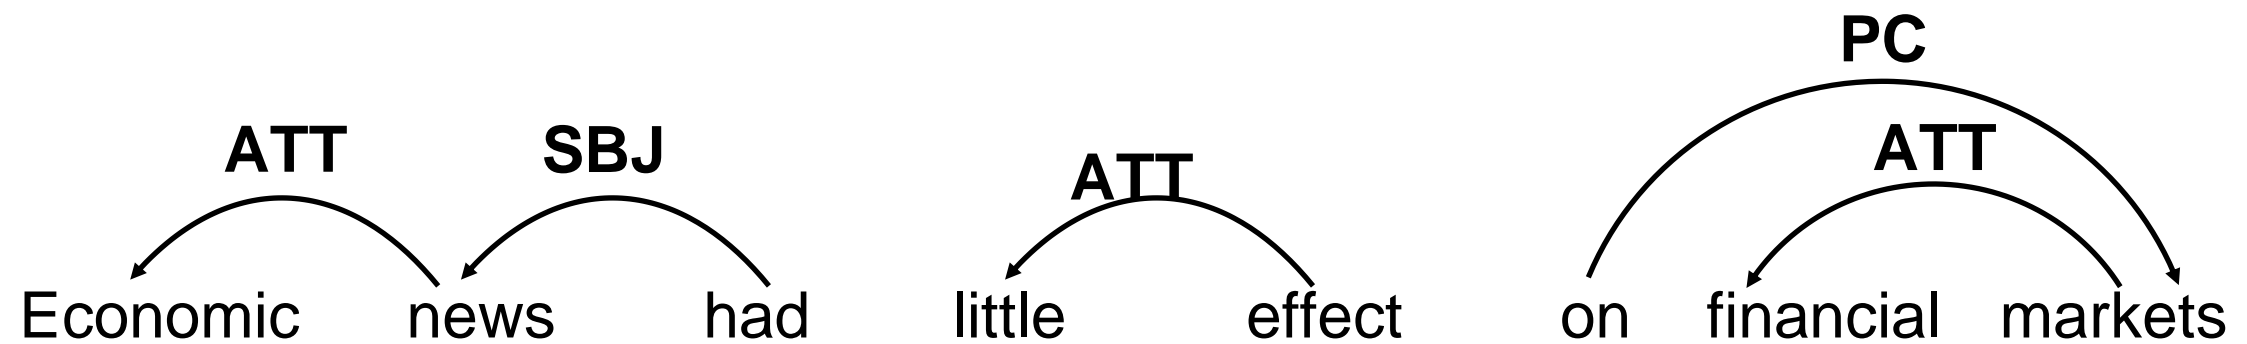 PC
ATT SBJ ATT ATT
Economic news had little effect on financial markets